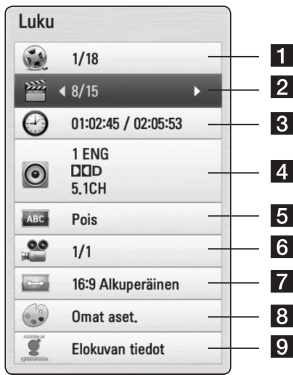 Luku
1/18 1
8/15 2
01:02:45 / 02:05:53 3
1 ENG
DD D
5.1CH 4
ABC Pois 5
1/1 6
16:9 Alkuperäinen 7
Omat aset. 8
Elokuvan tiedot 9